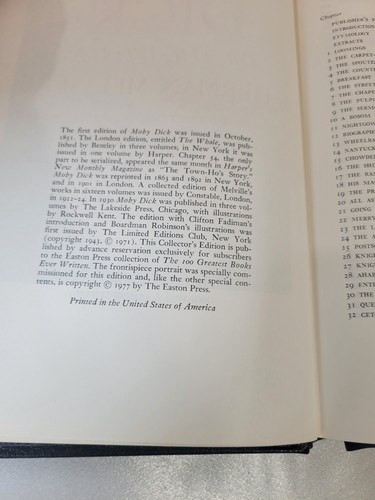 The first edition of Moby Dick was issued in October,
1851. The London edition, entitled The Whale, was pub-
lished by Bentley in three volumes; in New York it was
issued in one volume by Harper. Chapter 54, the only
part to be serialized, appeared the same month in Harper's
New Monthly Magazine as "The Town-Ho's Story."
Moby Dick was reprinted in 1863 and 1892 in New York,
and in 1901 in London. A collected edition of Melville's
works in sixteen volumes was issued by Constable, London,
in 1922-24. In 1930 Moby Dick was published in three vol-
umes by The Lakeside Press, Chicago, with illustrations
by Rockwell Kent. The edition with Clifton Fadiman's
introduction and Boardman Robinson's illustrations was
first issued by The Limited Editions Club, New York
(copyright 1943, © 1971). This Collector's Edition is pub-
lished by advance reservation exclusively for subscribers
to the Easton Press collection of The 100 Greatest Books
Ever Written. The frontispiece portrait was specially com-
missioned for this edition and, like the other special con-
tents, is copyright © 1977 by The Easton Press.
Printed in the United States of America
Chapter
PUBLISHER'S
INTRODUCTION
ETYMOLOGY
EXTRACTS
1 LOOMINGS
2 THE CARPET-
3 THE SPOUTE
4 THE COUNTE
5 BREAKFAST
6 THE STREET
7 THE CHAPE
8 THE PULPI
9 THE SERM
10 A BOSOM
11 NIGHTGOW
12 BIOGRAPH
13 WHEELBA
14 NANTUCK
15 CHOWDE
16 THE SHI
17 THE RA
18 HIS MA
19 THE PR
20 ALL AS
21 GOING
22 MERRY
23 THE L
24 THE A
25 POSTS
26 KNIG
27 KNIG
28 AHAB
29 ENTE
30 THE
31 QUE
32 CET